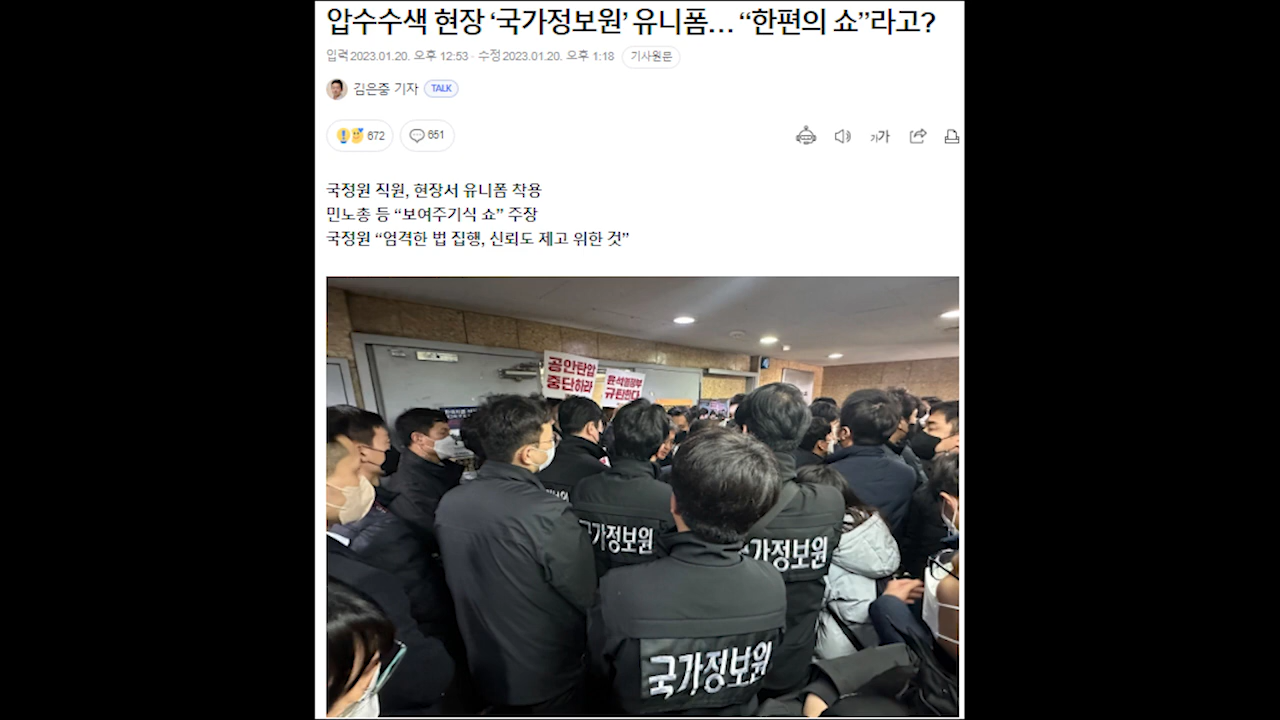 압수수색 현장 ‘국가정보원’ 유니폼… “한편의 쇼”라고?
입력 2023.01.20. 오후 12:53 · 수정 2023.01.20. 오후 1:18 기사원문
김은중 기자 TALK
672 651
가가
국정원 직원, 현장서 유니폼 착용
민노총 등 “보여주기식 쇼” 주장
국정원 “엄격한 법 집행, 신뢰도 제고 위한 것”
공안탄압
중단하라
윤석열정부
규탄한다
국가정보원
가정보원
국가정보원